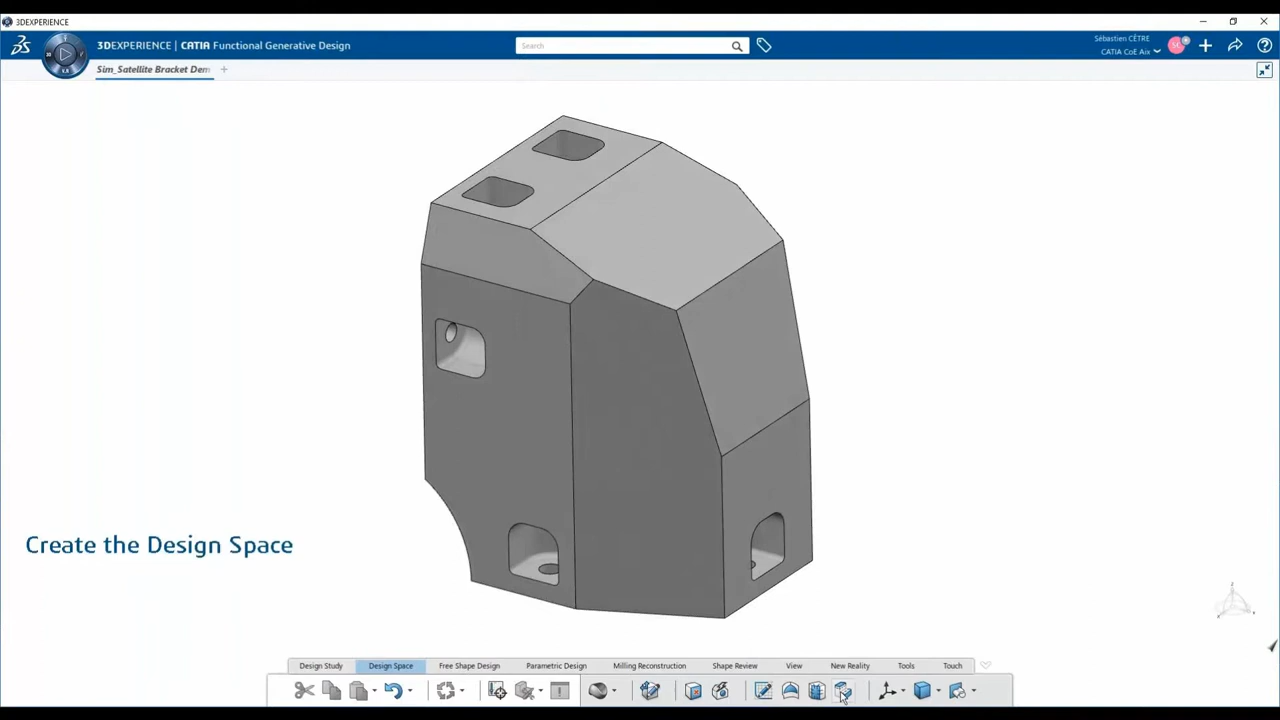 3DEXPERIENCE
3DEXPERIENCE | CATIA Functional Generative Design
Search
Sébastien CÊTRE
CATIA CoE Aix
Sim_Satellite Bracket Dem
Create the Design Space
Design Study
Design Space
Free Shape Design
Parametric Design
Milling Reconstruction
Shape Review
View
New Reality
Tools
Touch